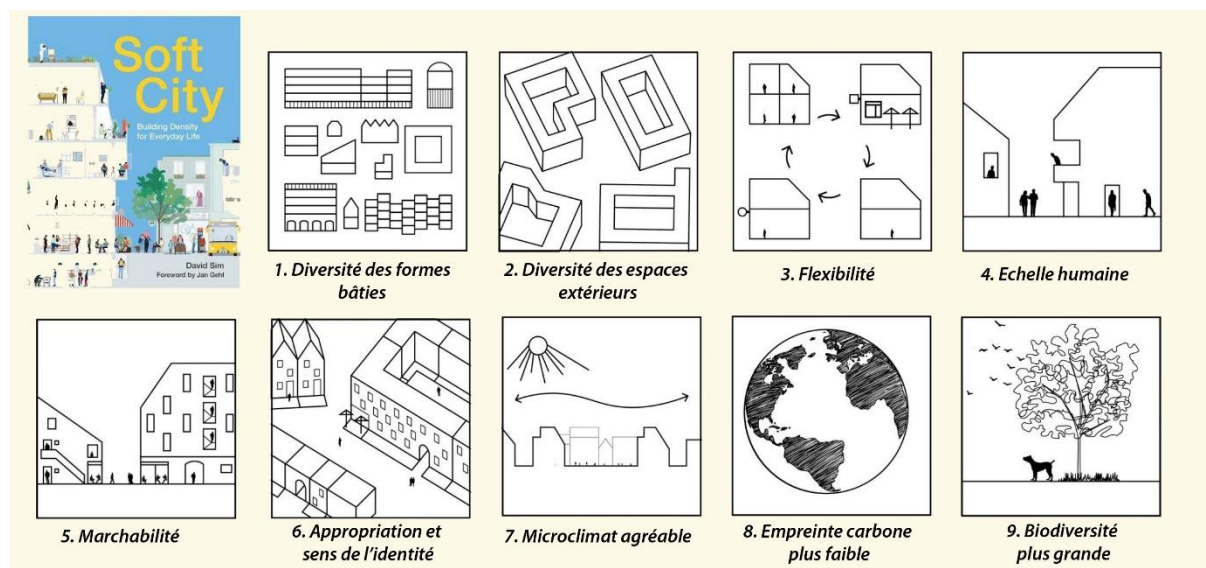 Soft
City
Building Density
for Everyday Life
David Sim
Foreword by Jan Gehl
1. Diversité des formes
bâties
2. Diversité des espaces
extérieurs
3. Flexibilité
4. Echelle humaine
5. Marchabilité
6. Appropriation et
sens de l'identité
7. Microclimat agréable
8. Empreinte carbone
plus faible
9. Biodiversité
plus grande